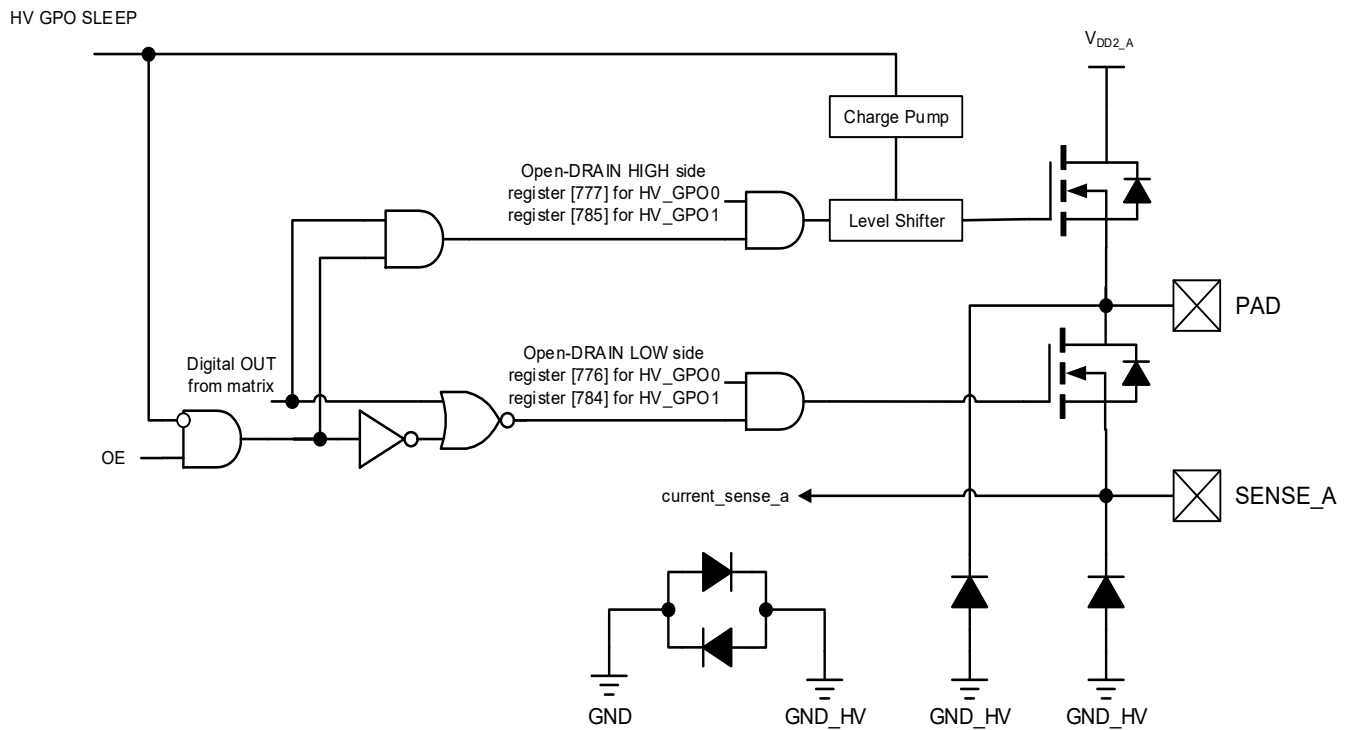 HV GPO SLEEP
VDD2_A
Charge Pump
Open-DRAIN HIGH side
register [777] for HV_GPO0
register [785] for HV_GPO1
Level Shifter
PAD
Digital OUT
from matrix
Open-DRAIN LOW side
register [776] for HV_GPO0
register [784] for HV_GPO1
OE
current_sense_a
SENSE_A
GND
GND_HV
GND_HV
GND_HV